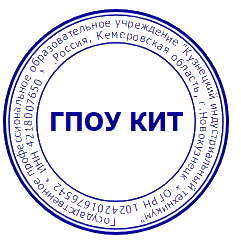 Государственное профессиональное образовательное учреждение "Кузнецкий индустриальный техникум"
* Россия, Кемеровская область, г.Новокузнецк * ОГРН 1024201676542 * ИНН 4218007650
ГПОУ КИТ